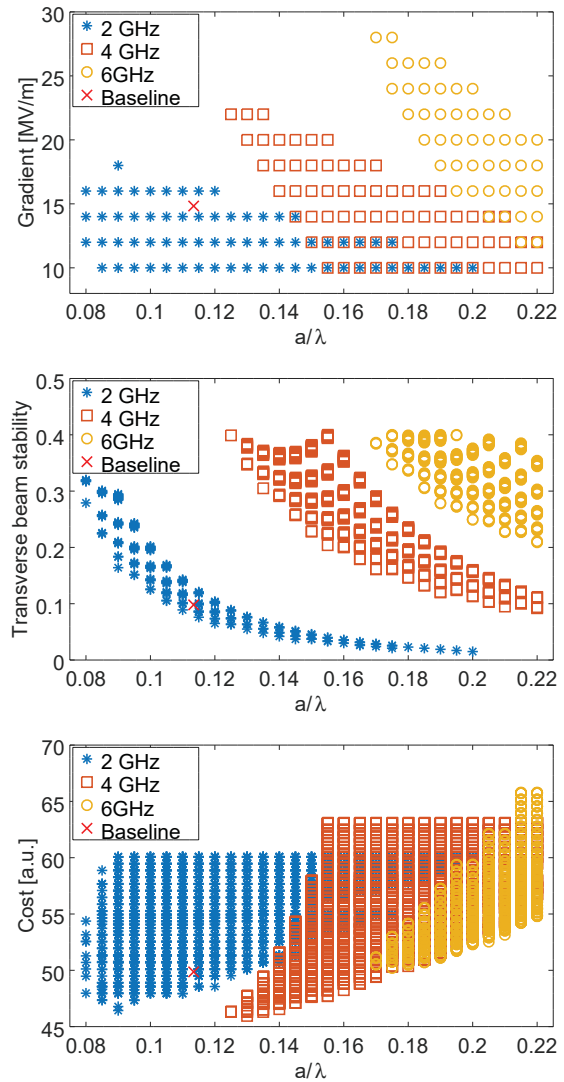 2 GHz
4 GHz
6GHz
Baseline
Gradient [MV/m]
30
25
20
15
10
0.08 0.1 0.12 0.14 0.16 0.18 0.2 0.22
a/λ
2 GHz
4 GHz
6GHz
Baseline
Transverse beam stability
0.5
0.4
0.3
0.2
0.1
0
0.08 0.1 0.12 0.14 0.16 0.18 0.2 0.22
a/λ
2 GHz
4 GHz
6GHz
Baseline
Cost [a.u.]
70
65
60
55
50
45
0.08 0.1 0.12 0.14 0.16 0.18 0.2 0.22
a/λ